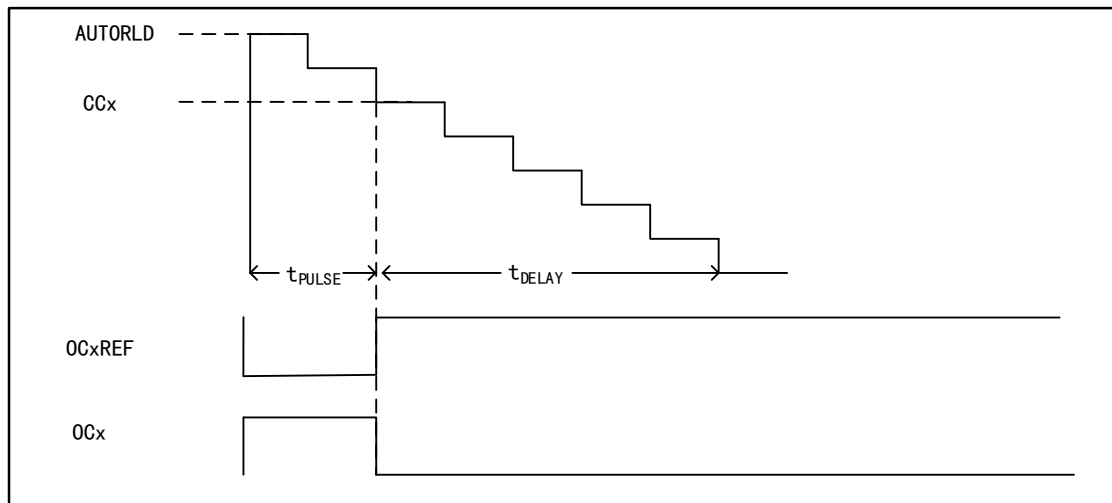 AUTORLD
CCx
tPULSE
tDELAY
OCxREF
OCx